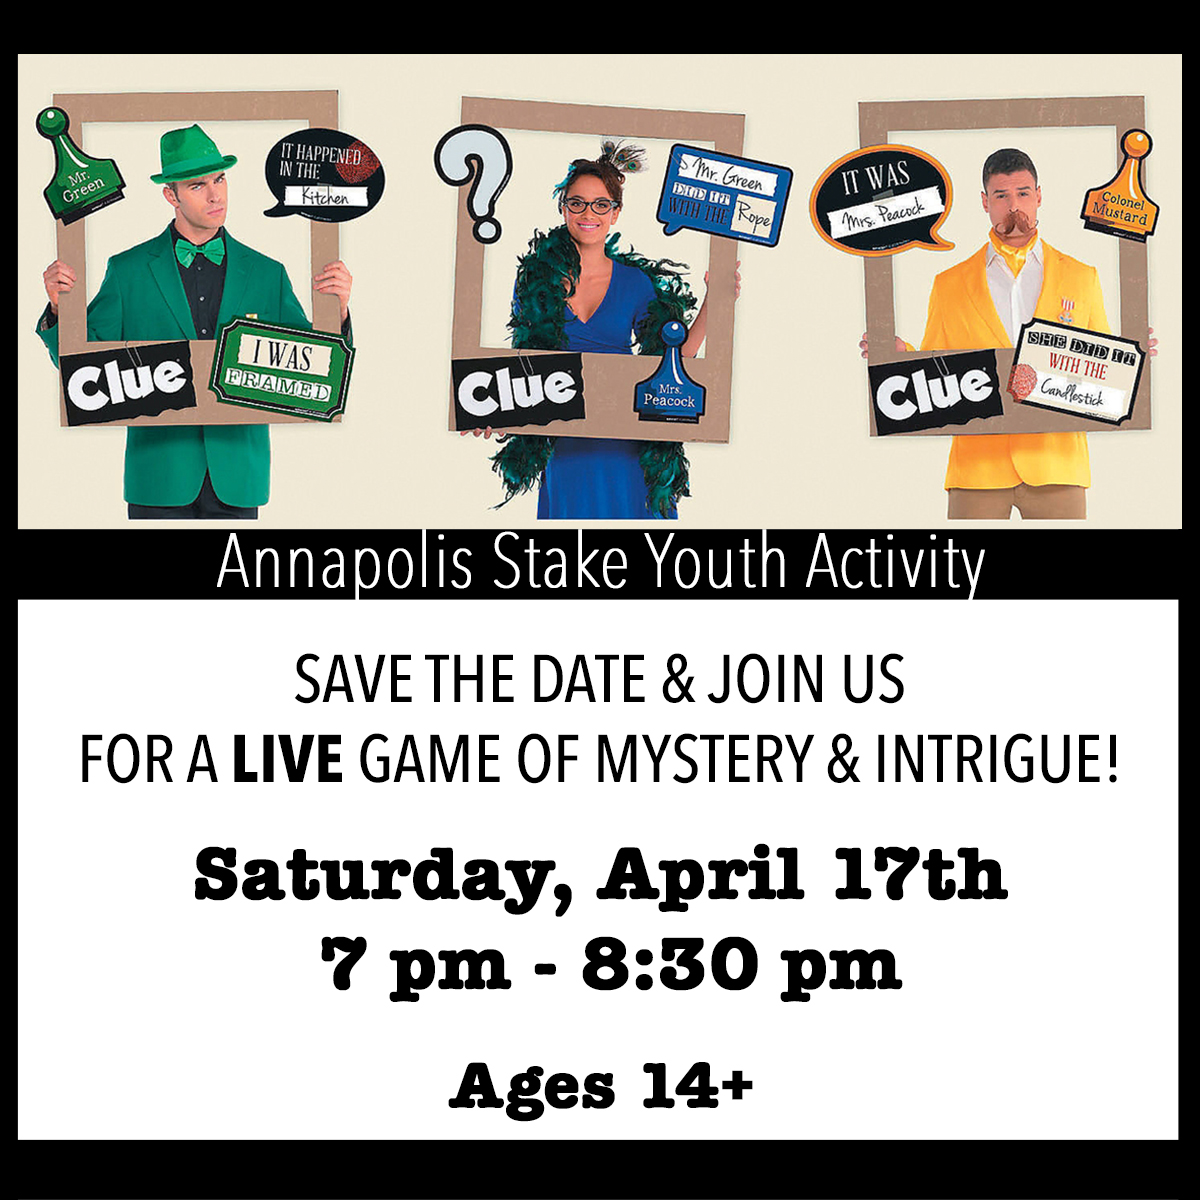 Mr.
Green
IT HAPPENED
IN THE
Kitchen
I WAS
FRAMED
Clue
?
Mr. Green
DID IT
WITH THE
Rope
Clue
Mrs.
Peacock
IT WAS
Mrs. Peacock
Colonel
Mustard
SHE DID IT
WITH THE
Candlestick
Clue
Annapolis Stake Youth Activity
SAVE THE DATE & JOIN US
FOR A LIVE GAME OF MYSTERY & INTRIGUE!
Saturday, April 17th
7 pm - 8:30 pm
Ages 14+